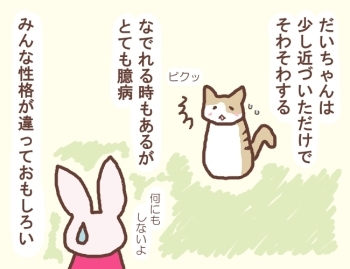 だいちゃんは
少し近づいただけで
そわそわする
ビクッ
なでれる時もあるが
とても臆病
何にも
しないよ
みんな性格が違っておもしろい